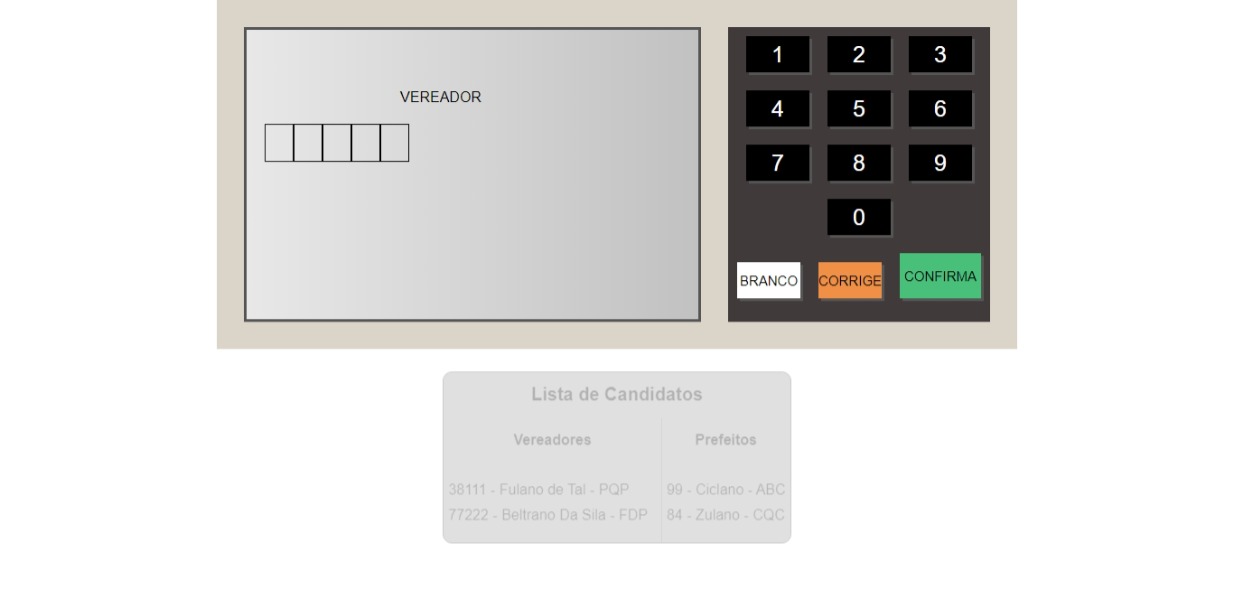 VEREADOR
1 2 3
4 5 6
7 8 9
0
BRANCO CORRIGE CONFIRMA
Lista de Candidatos
Vereadores Prefeitos
38111 - Fulano de Tal - PQP 99 - Ciclano - ABC
77222 - Beltrano Da Sila - FDP 84 - Zulano - CQC